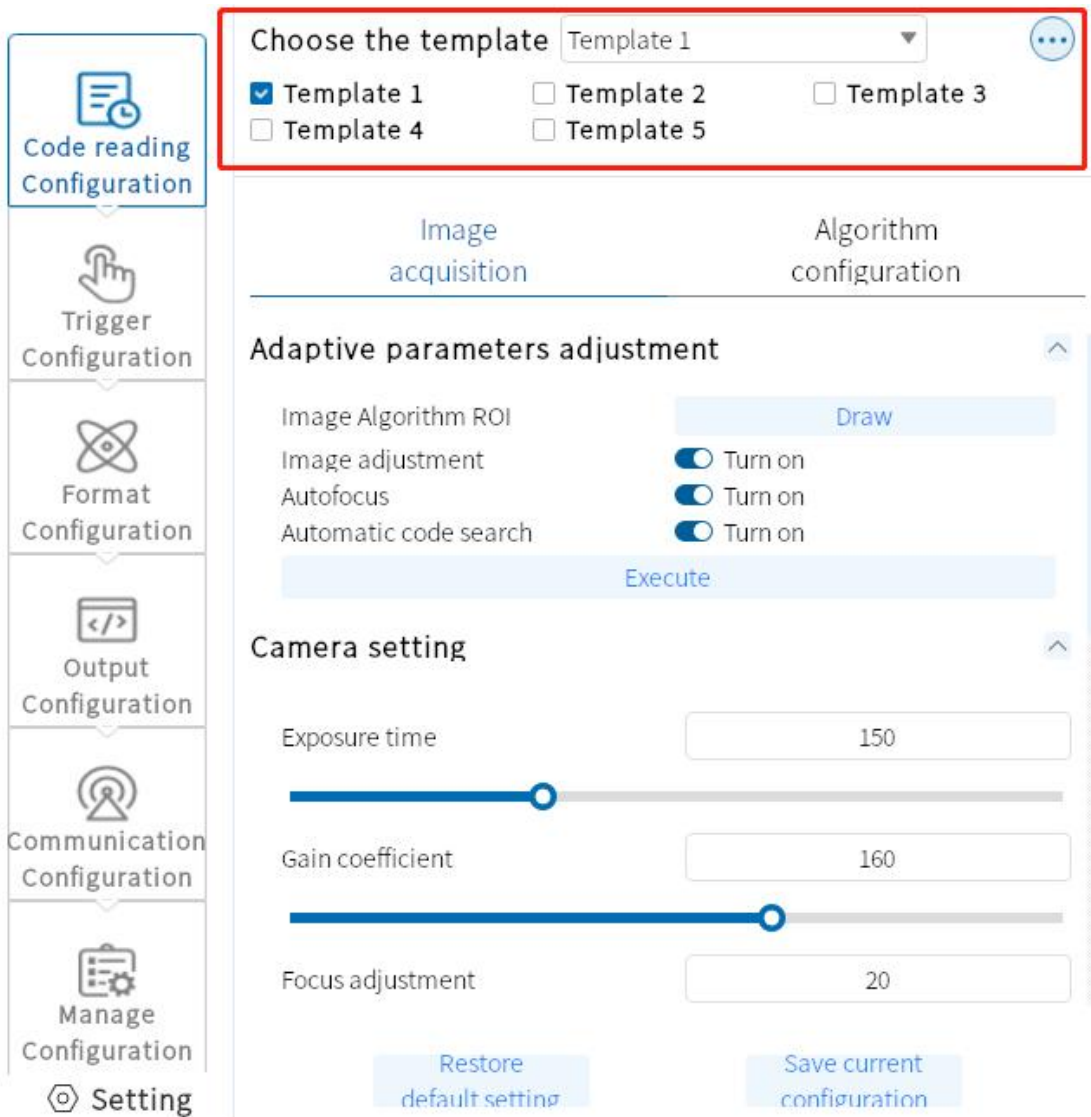 Choose the template Template 1
Template 1 Template 2 Template 3
Template 4 Template 5
Code reading
Configuration
Trigger
Configuration
Format
Configuration
Output
Configuration
Communication
Configuration
Manage
Configuration
Setting
Image
acquisition
Algorithm
configuration
Adaptive parameters adjustment
Image Algorithm ROI Draw
Image adjustment Turn on
Autofocus Turn on
Automatic code search Turn on
Execute
Camera setting
Exposure time 150
Gain coefficient 160
Focus adjustment 20
Restore
default setting
Save current
configuration